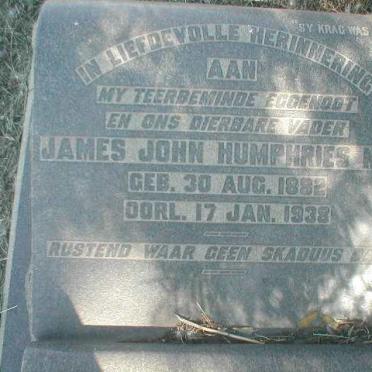 "SY KRAG WAS
IN LIEFDEVOLLE HERINNERING
AAN
MY TEERBEMINDE EGGENOOT
EN ONS DIERBARE VADER
JAMES JOHN HUMPHRIES
GEB. 30 AUG. 1882
OORL. 17 JAN. 1938
RUSTEND WAAR GEEN SKADUUS